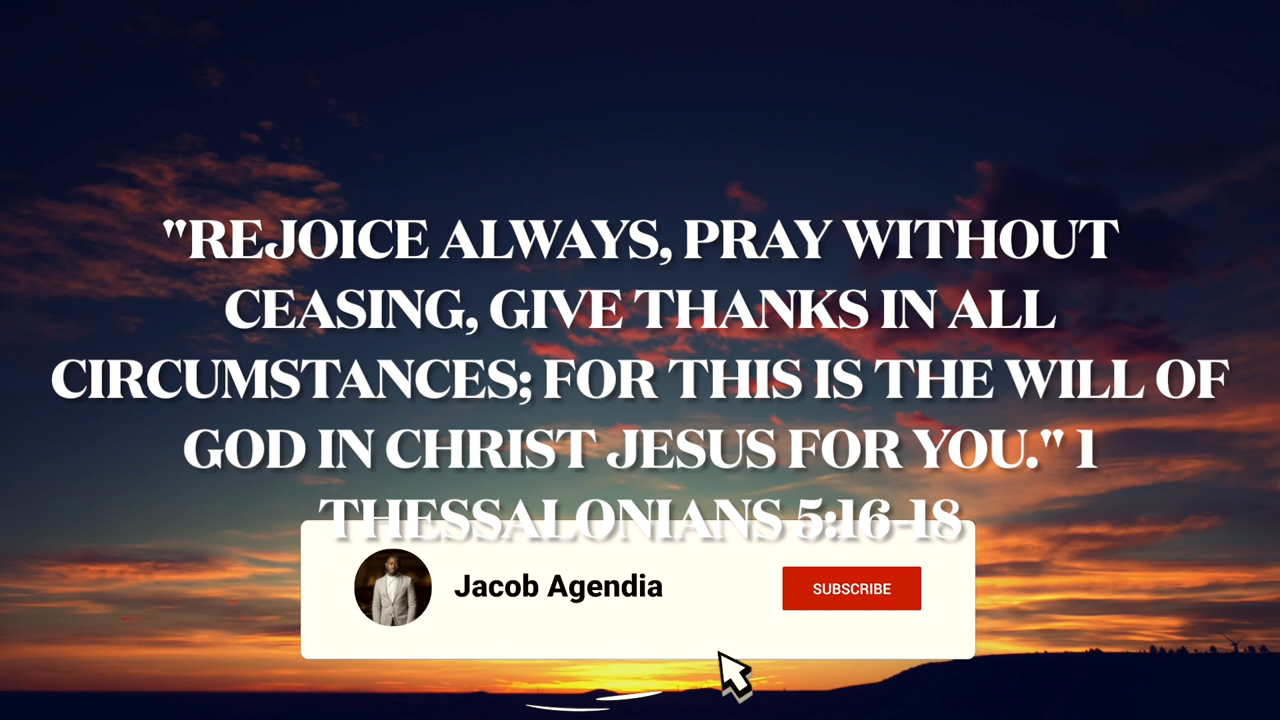 "REJOICE ALWAYS, PRAY WITHOUT
CEASING, GIVE THANKS IN ALL
CIRCUMSTANCES; FOR THIS IS THE WILL OF
GOD IN CHRIST JESUS FOR YOU." 1
THESSALONIANS 5:16-18
Jacob Agendia
SUBSCRIBE